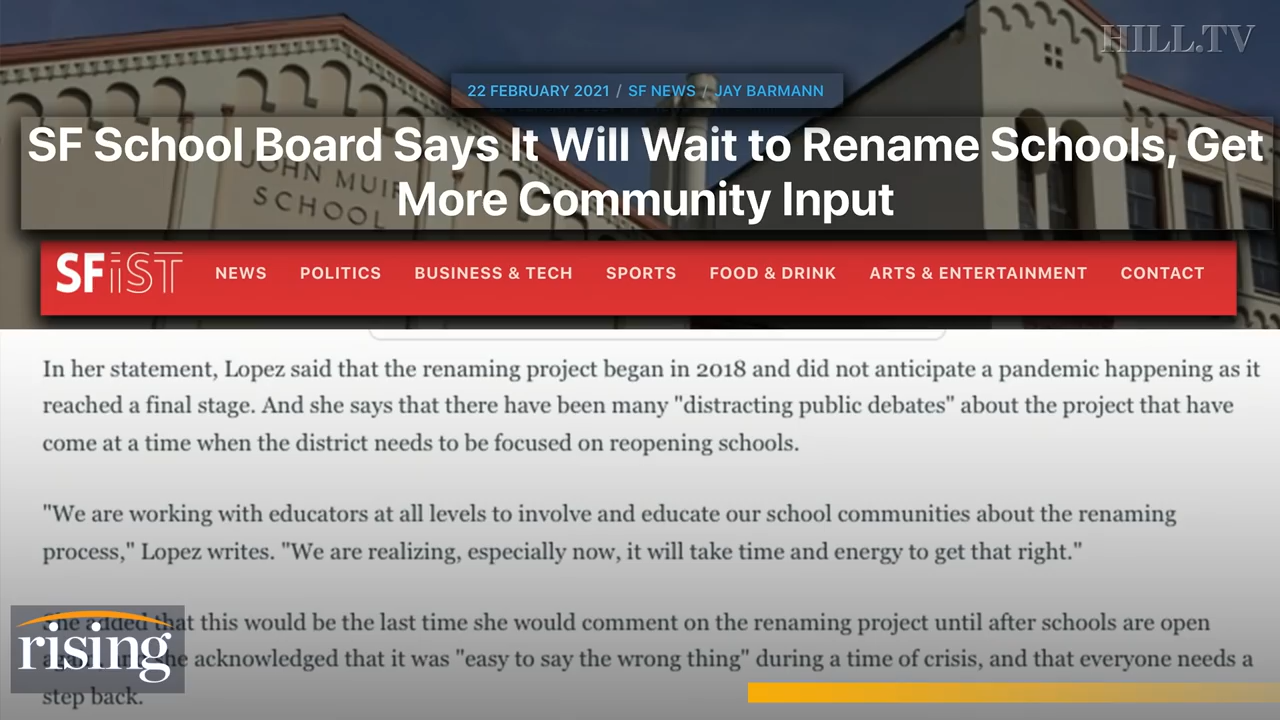 HILL.TV
22 FEBRUARY 2021 / SF NEWS / JAY BARMANN
SF School Board Says It Will Wait to Rename Schools, Get
More Community Input
JOHN MUIR
SCHOOL
SFiST NEWS POLITICS BUSINESS & TECH SPORTS FOOD & DRINK ARTS & ENTERTAINMENT CONTACT
In her statement, Lopez said that the renaming project began in 2018 and did not anticipate a pandemic happening as it
reached a final stage. And she says that there have been many "distracting public debates" about the project that have
come at a time when the district needs to be focused on reopening schools.
"We are working with educators at all levels to involve and educate our school communities about the renaming
process," Lopez writes. "We are realizing, especially now, it will take time and energy to get that right."
She added that this would be the last time she would comment on the renaming project until after schools are open
he acknowledged that it was "easy to say the wrong thing" during a time of crisis, and that everyone needs a
step back.
rising